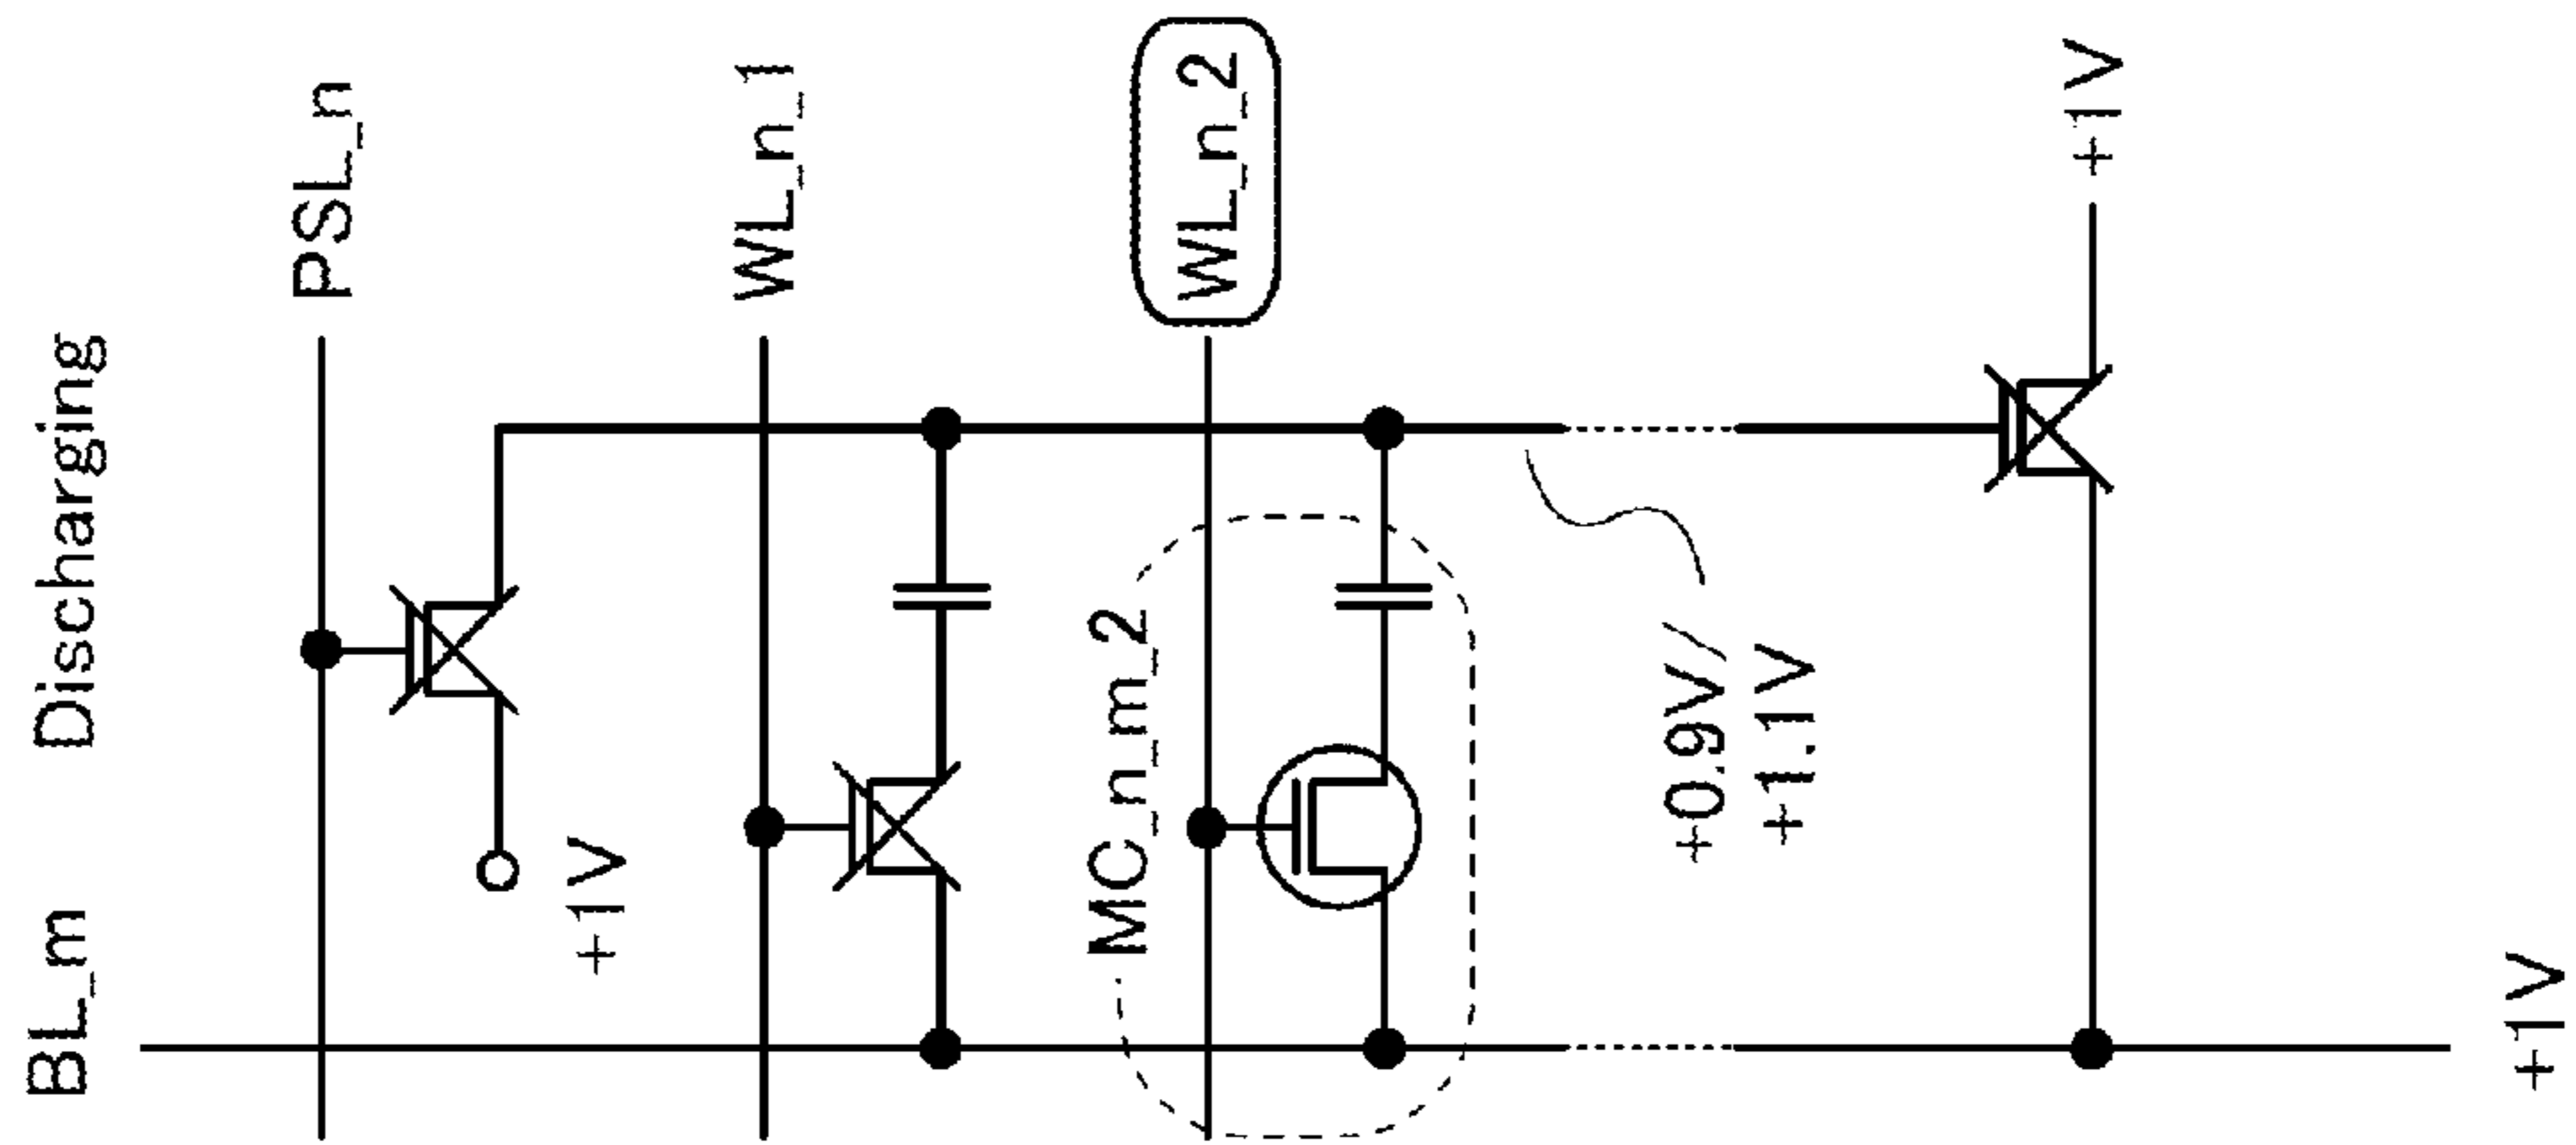 Discharging
BL_m
PSL_n
+1V
WL_n_1
MC_n_m_2
WL_n_2
+0.9V//
+1.1V
+1V
+1V